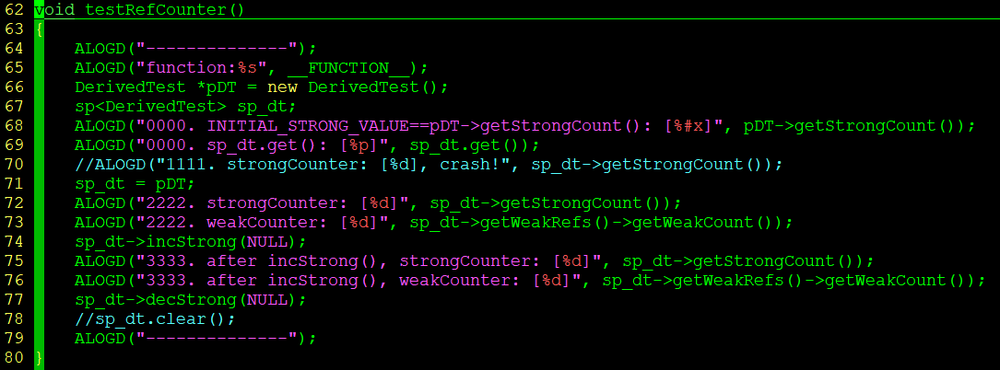 62 void testRefCounter()
63 {
64     ALOGD("--------------");
65     ALOGD("function:%s", __FUNCTION__);
66     DerivedTest *pDT = new DerivedTest();
67     sp<DerivedTest> sp_dt;
68     ALOGD("0000. INITIAL_STRONG_VALUE==pDT->getStrongCount(): [%#x]", pDT->getStrongCount());
69     ALOGD("0000. sp_dt.get(): [%p]", sp_dt.get());
70     //ALOGD("1111. strongCounter: [%d], crash!", sp_dt->getStrongCount());
71     sp_dt = pDT;
72     ALOGD("2222. strongCounter: [%d]", sp_dt->getStrongCount());
73     ALOGD("2222. weakCounter: [%d]", sp_dt->getWeakRefs()->getWeakCount());
74     sp_dt->incStrong(NULL);
75     ALOGD("3333. after incStrong(), strongCounter: [%d]", sp_dt->getStrongCount());
76     ALOGD("3333. after incStrong(), weakCounter: [%d]", sp_dt->getWeakRefs()->getWeakCount());
77     sp_dt->decStrong(NULL);
78     //sp_dt.clear();
79     ALOGD("--------------");
80 }